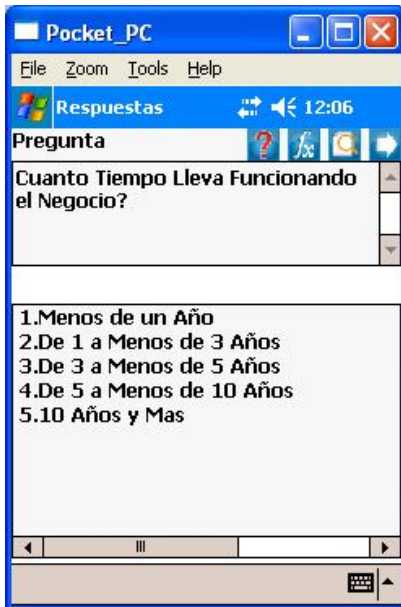 Pocket_PC
File Zoom Tools Help
Respuestas 12:06
Pregunta ? fx
Cuanto Tiempo Lleva Funcionando
el Negocio?
1.Menos de un Año
2.De 1 a Menos de 3 Años
3.De 3 a Menos de 5 Años
4.De 5 a Menos de 10 Años
5.10 Años y Mas